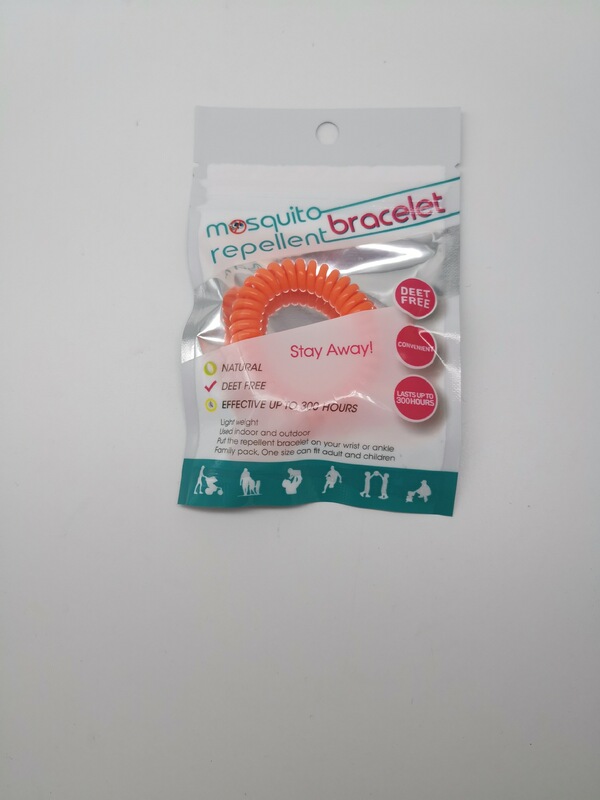 mosquito
repellent bracelet
DEET
FREE
Stay Away!
CONVENIENT
NATURAL
DEET FREE
LASTS UP TO
300HOURS
EFFECTIVE UP TO 300 HOURS
Light weight
Used indoor and outdoor
Put the repellent bracelet on your wrist or ankle
Family pack. One size can fit adult and children